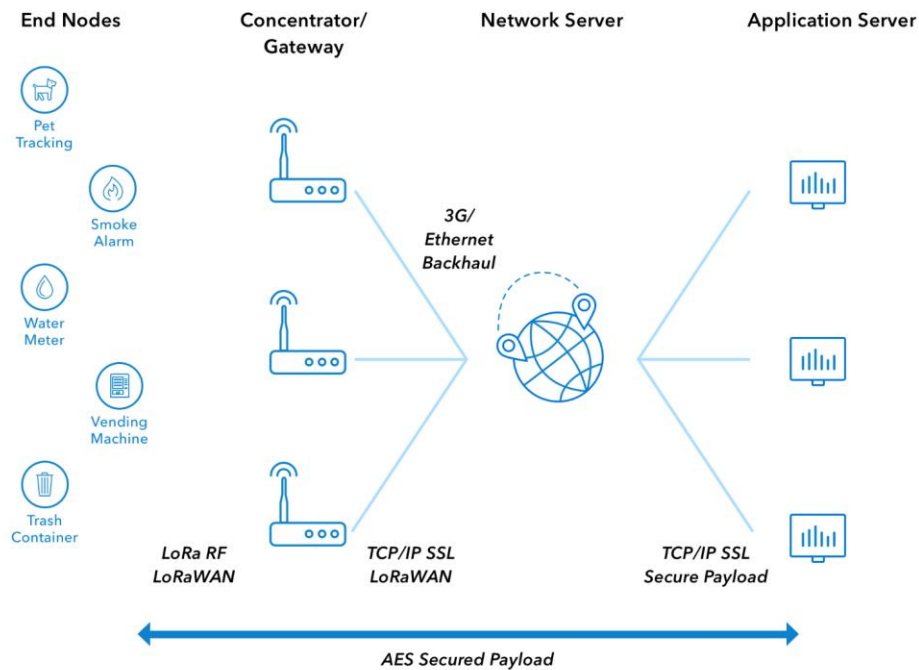 End Nodes
Concentrator/
Gateway
Network Server
Application Server
Pet
Tracking
Smoke
Alarm
Water
Meter
Vending
Machine
Trash
Container
3G/
Ethernet
Backhaul
LoRa RF
LoRaWAN
TCP/IP SSL
LoRaWAN
TCP/IP SSL
Secure Payload
AES Secured Payload